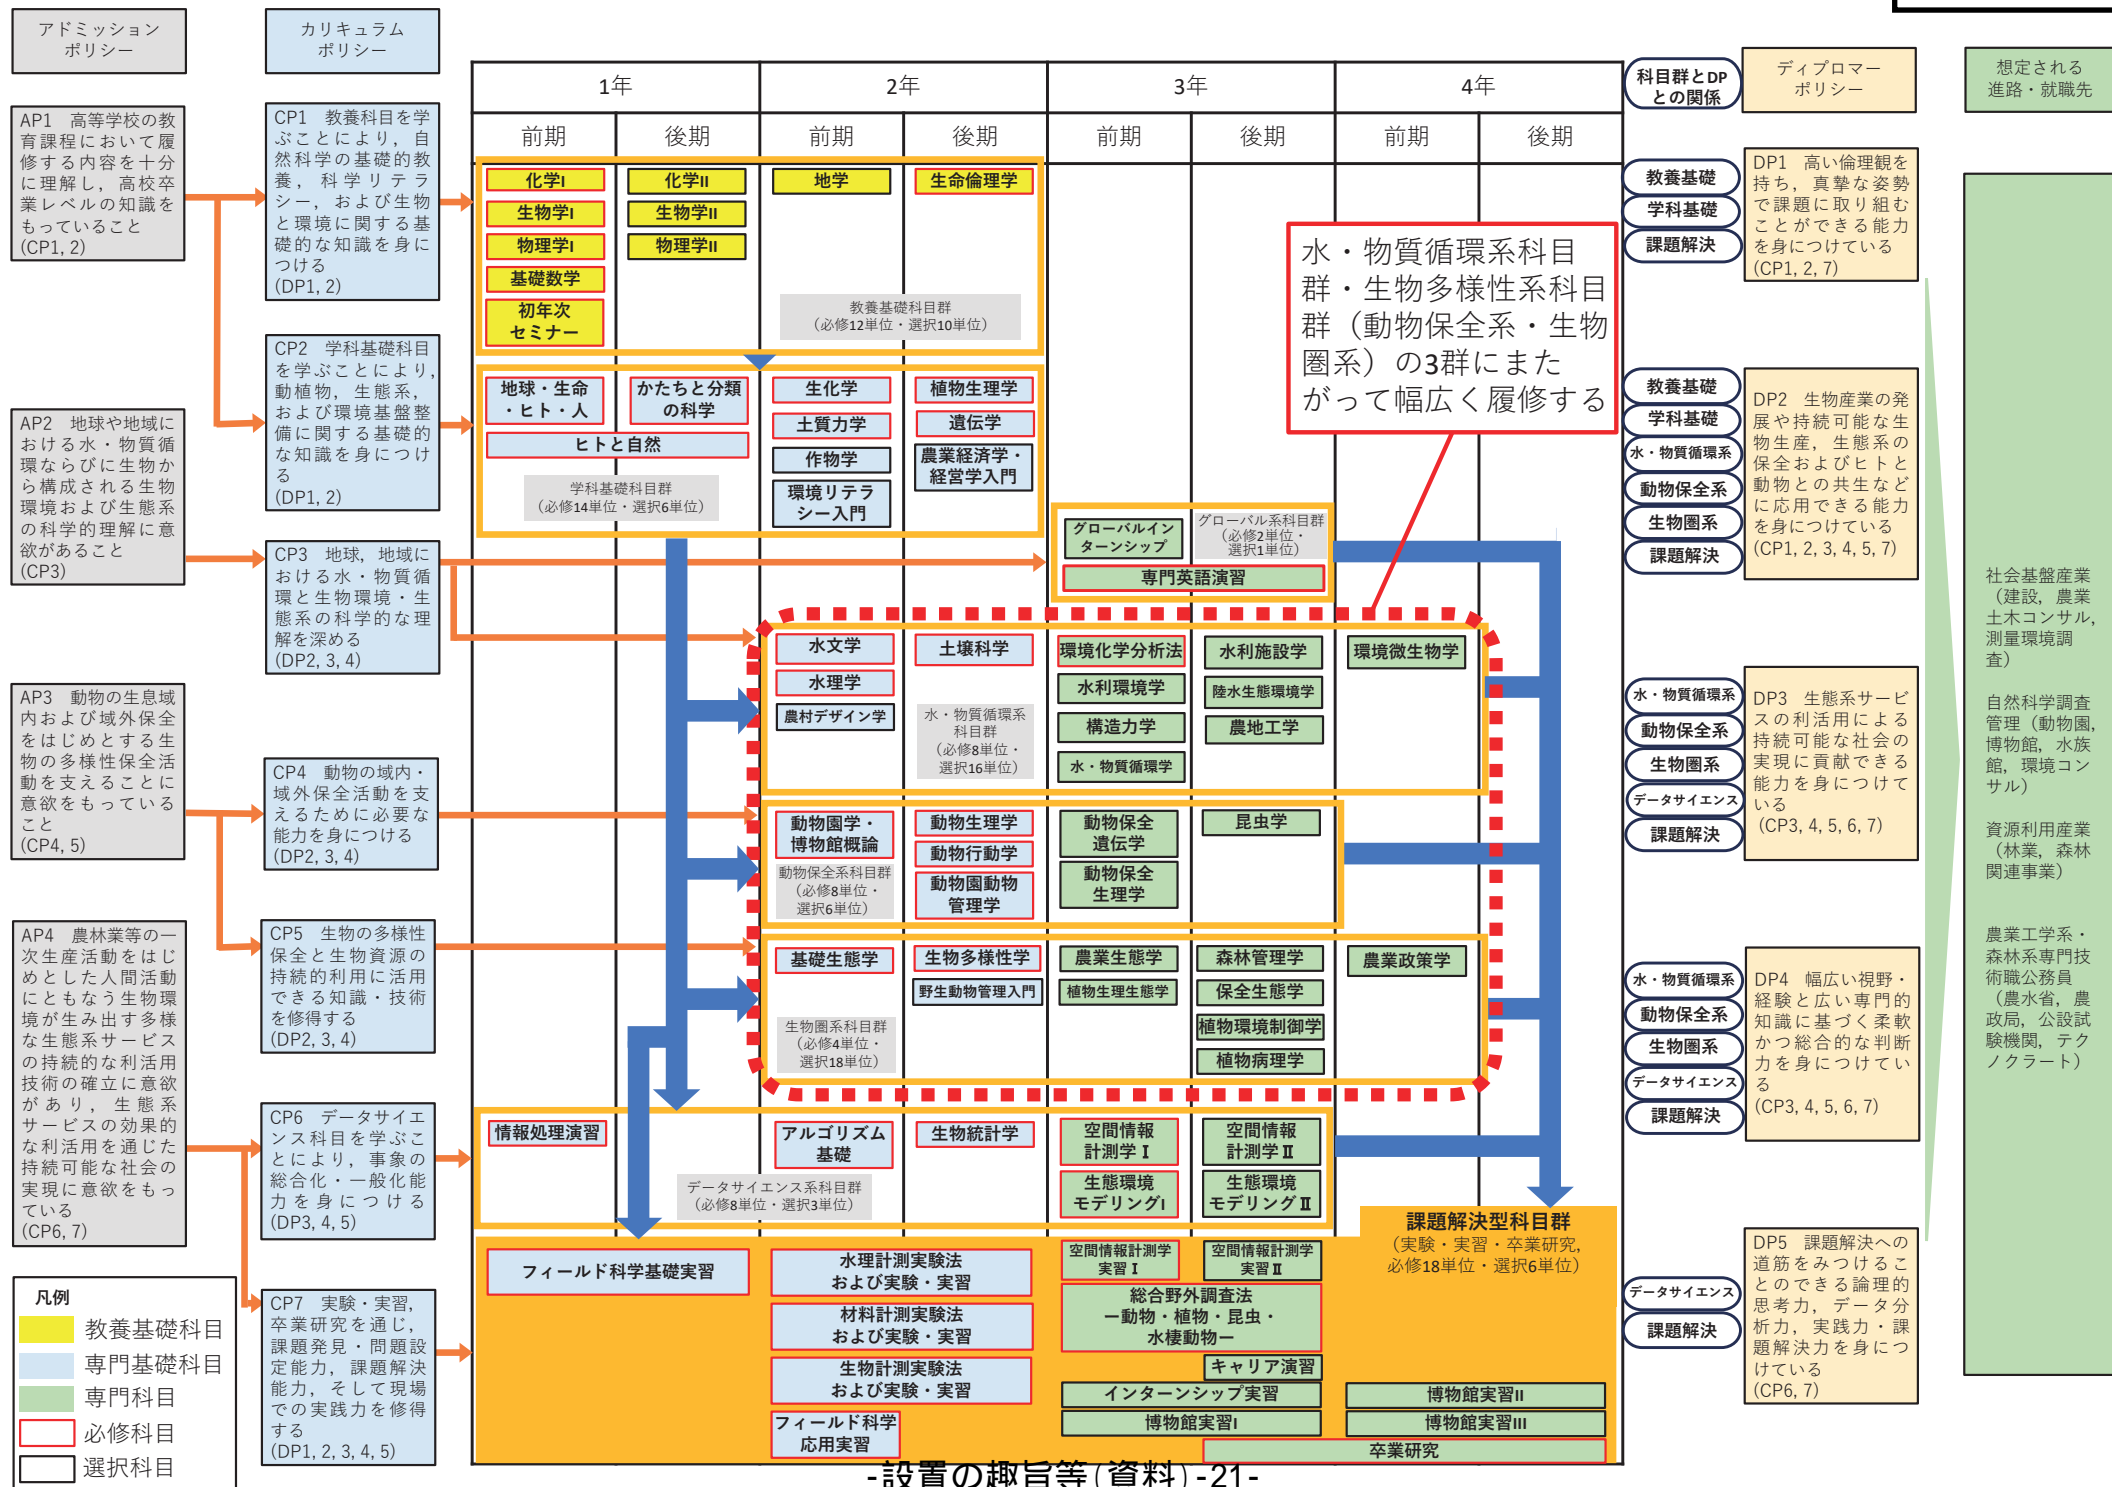 アドミッション
ポリシー
AP1　高等学校の教
育課程において履
修する内容を十分
に理解し，高校卒
業レベルの知識を
もっていること
(CP1, 2)
AP2　地球や地域に
おける水・物質循
環ならびに生物か
ら構成される生物
環境および生態系
の科学的理解に意
欲があること
(CP3)
AP3　動物の生息域
内および域外保全
をはじめとする生
物の多様性保全活
動を支えることに
意欲をもっている
こと
(CP4, 5)
AP4　農林業等の一
次生産活動をはじ
めとした人間活動
にともなう生物環
境が生み出す多様
な生態系サービス
の持続的な利活用
技術の確立に意欲
があり，生態系
サービスの効果的
な利活用を通じた
持続可能な社会の
実現に意欲をもっ
ている
(CP6, 7)
凡例
教養基礎科目
専門基礎科目
専門科目
必修科目
選択科目
カリキュラム
ポリシー
CP1　教養科目を学
ぶことにより，自
然科学の基礎的教
養，科学リテラ
シー，および生物
と環境に関する基
礎的な知識を身に
つける
(DP1, 2)
CP2　学科基礎科目
を学ぶことにより，
動植物，生態系，
および環境基盤整
備に関する基礎的
な知識を身につけ
る
(DP1, 2)
CP3 地球，地域に
おける水・物質循
環と生物環境・生
態系の科学的な理
解を深める
(DP2, 3, 4)
CP4　動物の域内・
域外保全活動を支
えるために必要な
能力を身につける
(DP2, 3, 4)
CP5　生物の多様性
保全と生物資源の
持続的利用に活用
できる知識・技術
を修得する
(DP2, 3, 4)
CP6　データサイエ
ンス科目を学ぶこ
とにより，事象の
総合化・一般化能
力を身につける
(DP3, 4, 5)
CP7　実験・実習，
卒業研究を通じ，
課題発見・問題設
定能力，課題解決
能力，そして現場
での実践力を修得
する
(DP1, 2, 3, 4, 5)
1年
2年
3年
4年
前期
後期
前期
後期
前期
後期
前期
後期
化学I
化学II
地学
生命倫理学
生物学I
生物学II
物理学I
物理学II
基礎数学
初年次
セミナー
教養基礎科目群
（必修12単位・選択10単位）
水・物質循環系科目
群・生物多様性系科目
群（動物保全系・生物
圏系）の3群にまた
がって幅広く履修する
地球・生命
・ヒト・人
かたちと分類
の科学
生化学
植物生理学
土質力学
遺伝学
ヒトと自然
作物学
農業経済学・
経営学入門
学科基礎科目群
（必修14単位・選択6単位）
環境リテラ
シー入門
グローバルイン
ターンシップ
グローバル系科目群
（必修2単位・
選択1単位）
専門英語演習
水文学
土壌科学
環境化学分析法
水利施設学
環境微生物学
水理学
水利環境学
陸水生態環境学
農村デザイン学
水・物質循環系
科目群
（必修8単位・
選択16単位）
構造力学
農地工学
水・物質循環学
動物園学・
博物館概論
動物生理学
動物保全
遺伝学
昆虫学
動物行動学
動物保全系科目群
（必修8単位・
選択6単位）
動物園動物
管理学
動物保全
生理学
基礎生態学
生物多様性学
農業生態学
森林管理学
農業政策学
野生動物管理入門
植物生理生態学
保全生態学
生物圏系科目群
（必修4単位・
選択18単位）
植物環境制御学
植物病理学
情報処理演習
アルゴリズム
基礎
生物統計学
空間情報
計測学Ⅰ
空間情報
計測学Ⅱ
データサイエンス系科目群
（必修8単位・選択3単位）
生態環境
モデリングI
生態環境
モデリングⅡ
課題解決型科目群
（実験・実習・卒業研究，
必修18単位・選択6単位）
フィールド科学基礎実習
水理計測実験法
および実験・実習
空間情報計測学
実習Ⅰ
空間情報計測学
実習Ⅱ
材料計測実験法
および実験・実習
総合野外調査法
ー動物・植物・昆虫・
水棲動物ー
生物計測実験法
および実験・実習
キャリア演習
インターンシップ実習
博物館実習II
フィールド科学
応用実習
博物館実習I
博物館実習III
卒業研究
科目群とDP
との関係
教養基礎
学科基礎
課題解決
教養基礎
学科基礎
水・物質循環系
動物保全系
生物圏系
課題解決
水・物質循環系
動物保全系
生物圏系
データサイエンス
課題解決
水・物質循環系
動物保全系
生物圏系
データサイエンス
課題解決
データサイエンス
課題解決
ディプロマー
ポリシー
DP1　高い倫理観を
持ち，真摯な姿勢
で課題に取り組む
ことができる能力
を身につけている
(CP1, 2, 7)
DP2　生物産業の発
展や持続可能な生
物生産，生態系の
保全およびヒトと
動物との共生など
に応用できる能力
を身につけている
(CP1, 2, 3, 4, 5, 7)
DP3　生態系サービ
スの利活用による
持続可能な社会の
実現に貢献できる
能力を身につけて
いる
(CP3, 4, 5, 6, 7)
DP4　幅広い視野・
経験と広い専門的
知識に基づく柔軟
かつ総合的な判断
力を身につけてい
る
(CP3, 4, 5, 6, 7)
DP5　課題解決への
道筋をみつけるこ
とのできる論理的
思考力，データ分
析力，実践力・課
題解決力を身につ
けている
(CP6, 7)
想定される
進路・就職先
社会基盤産業
（建設，農業
土木コンサル，
測量環境調
査）
自然科学調査
管理（動物園，
博物館，水族
館，環境コン
サル）
資源利用産業
（林業，森林
関連事業）
農業工学系・
森林系専門技
術職公務員
（農水省，農
政局，公設試
験機関，テク
ノクラート）
-設置の趣旨等(資料)-21-